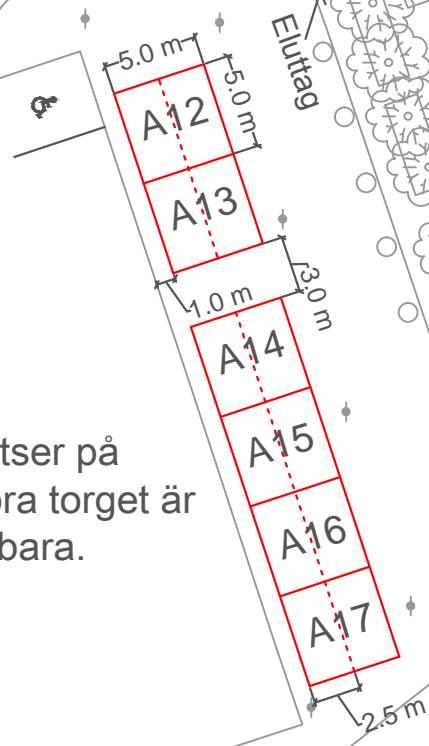 5.0 m
Eluttag
A12
5.0 m
A13
1.0 m
3.0 m
A14
A15
tser på
ora torget är
bara.
A16
A17
2.5 m